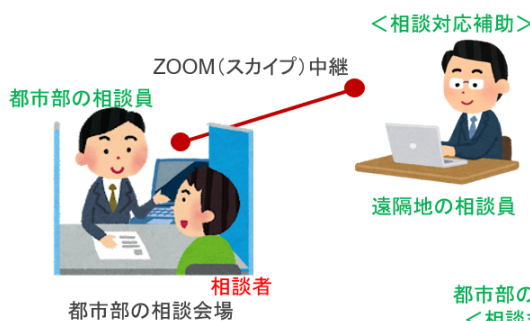 ＜相談対応補助＞
ZOOM（スカイプ）中継
都市部の相談員
遠隔地の相談員
相談者
都市部の相談会場
都市部の